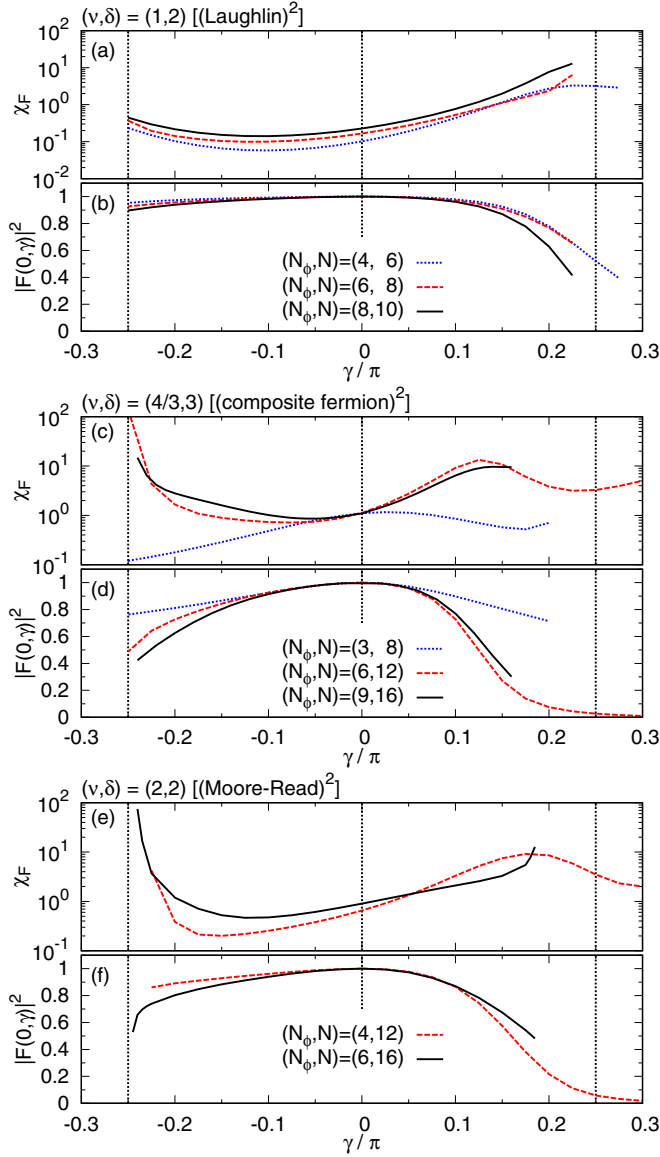 (ν,δ) = (1,2) [(Laughlin)²]
(a)
10²
10¹
10⁰
10⁻¹
10⁻²
χ_F
(b)
1
0.8
0.6
0.4
0.2
0
|F(0,γ)|²
(N_ϕ,N)=(4, 6)
(N_ϕ,N)=(6, 8)
(N_ϕ,N)=(8,10)
-0.3 -0.2 -0.1 0 0.1 0.2 0.3
γ/π
(ν,δ) = (4/3,3) [(composite fermion)²]
(c)
10²
10¹
10⁰
10⁻¹
χ_F
(d)
1
0.8
0.6
0.4
0.2
0
|F(0,γ)|²
(N_ϕ,N)=(3, 8)
(N_ϕ,N)=(6,12)
(N_ϕ,N)=(9,16)
-0.3 -0.2 -0.1 0 0.1 0.2 0.3
γ/π
(ν,δ) = (2,2) [(Moore-Read)²]
(e)
10²
10¹
10⁰
10⁻¹
χ_F
(f)
1
0.8
0.6
0.4
0.2
0
|F(0,γ)|²
(N_ϕ,N)=(4,12)
(N_ϕ,N)=(6,16)
-0.3 -0.2 -0.1 0 0.1 0.2 0.3
γ/π